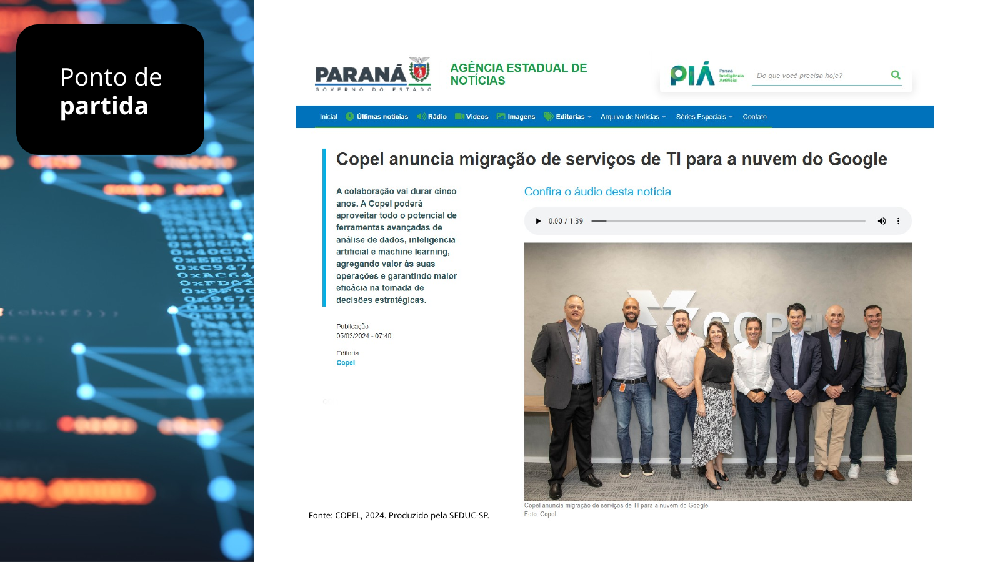 Ponto de
partida
PARANÁ
GOVERNO DO ESTADO
AGÊNCIA ESTADUAL DE
NOTÍCIAS
PIÁ
Paraná
Inteligência
Artificial
Do que você precisa hoje?
Inicial Últimas notícias Rádio Vídeos Imagens Editorias Arquivo de Notícias Séries Especiais Contato
Copel anuncia migração de serviços de TI para a nuvem do Google
A colaboração vai durar cinco
anos. A Copel poderá
aproveitar todo o potencial de
ferramentas avançadas de
análise de dados, inteligência
artificial e machine learning,
agregando valor às suas
operações e garantindo maior
eficácia na tomada de
decisões estratégicas.
Publicação
05/03/2024 - 07:40
Editoria
Copel
Confira o áudio desta notícia
0:00 / 1:39
COPEL
Copel anuncia migração de serviços de TI para a nuvem do Google
Foto: Copel
Fonte: COPEL, 2024. Produzido pela SEDUC-SP.
(cbuff)));
0xEE5A
0xC947
0xAC64
0xFD02